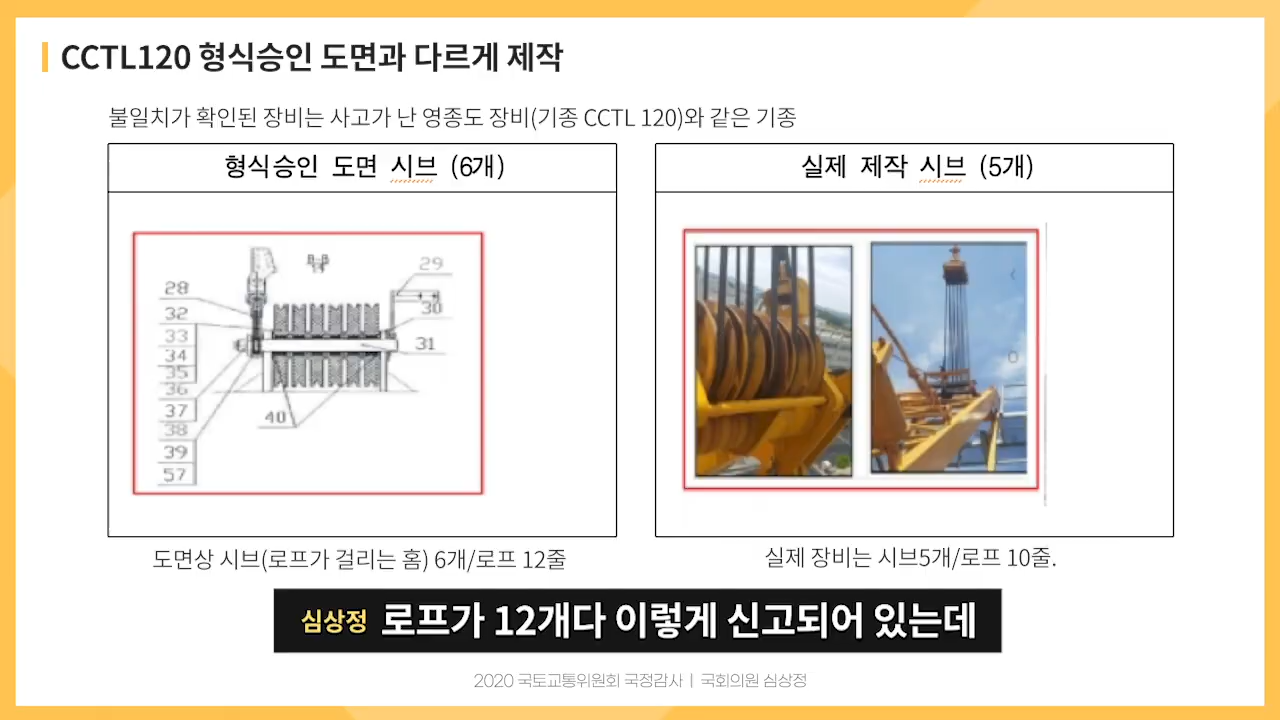 CCTL120 형식승인 도면과 다르게 제작
불일치가 확인된 장비는 사고가 난 영종도 장비(기종 CCTL 120)와 같은 기종
형식승인 도면 시브 (6개)
실제 제작 시브 (5개)
B-B
28
29
32
30
33
31
34
35
36
37
40
38
39
57
도면상 시브(로프가 걸리는 홈) 6개/로프 12줄
실제 장비는 시브5개/로프 10줄.
심상정 로프가 12개다 이렇게 신고되어 있는데
2020 국토교통위원회 국정감사 | 국회의원 심상정